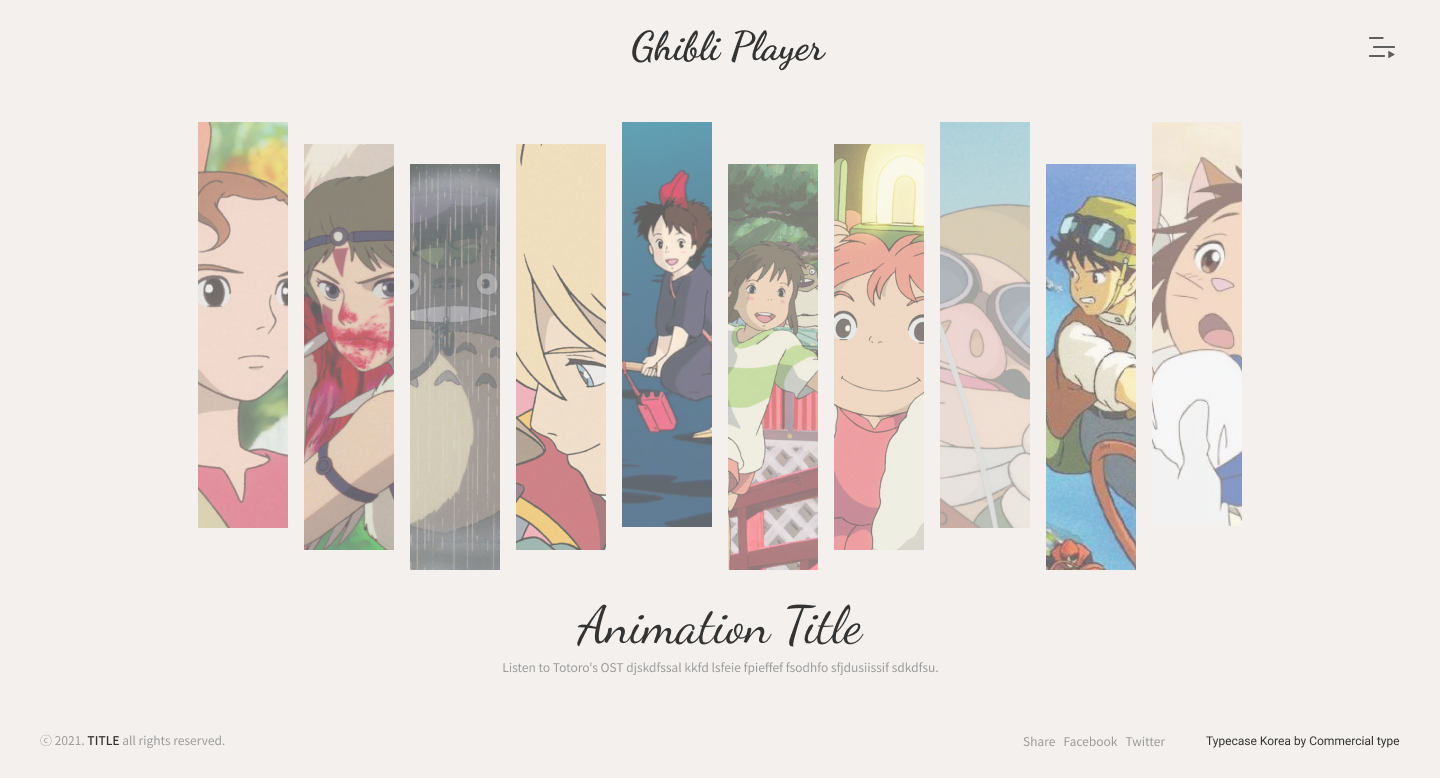 Ghibli Player
Animation Title
Listen to Totoro's OST djskdfssal kkfd lsfeie fpieffef fsodhfo sfjdusiissif sdkdfsu.
ⓒ 2021. TITLE all rights reserved.
Share Facebook Twitter
Typecase Korea by Commercial type